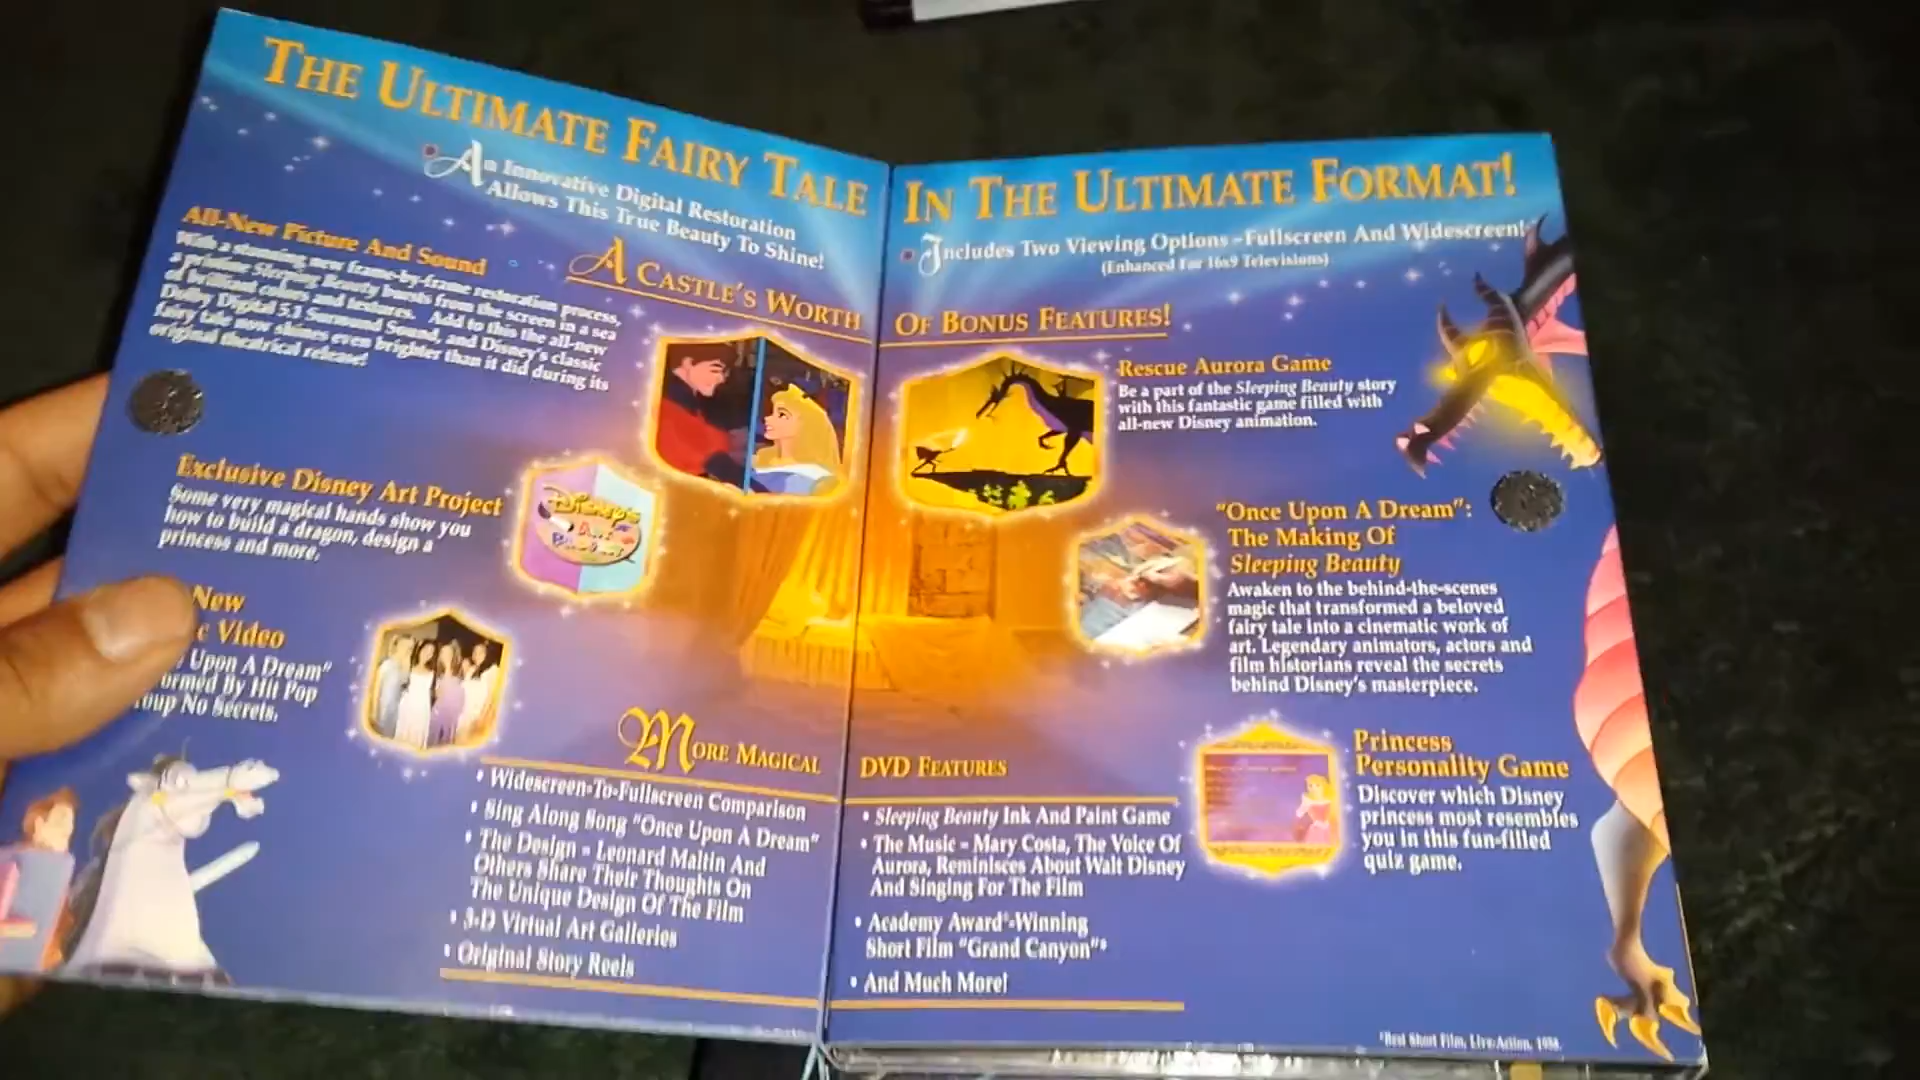 THE ULTIMATE FAIRY TALE
An Innovative Digital Restoration
Allows This True Beauty To Shine!
All-New Picture And Sound
With a stunning new frame-by-frame restoration process,
a pristine Sleeping Beauty bursts from the screen in a sea
of brilliant colors and textures. Add to this the all-new
Dolby Digital 5.1 Surround Sound, and Disney's classic
fairy tale now shines even brighter than it did during its
original theatrical release!
A CASTLE'S WORTH
Exclusive Disney Art Project
Some very magical hands show you
how to build a dragon, design a
princess and more.
Disney's
Art
Project
New
c Video
Upon A Dream"
ormed By Hit Pop
oup No Secrets.
MORE MAGICAL
• Widescreen-To-Fullscreen Comparison
• Sing Along Song "Once Upon A Dream"
• The Design - Leonard Maltin And
Others Share Their Thoughts On
The Unique Design Of The Film
• 3-D Virtual Art Galleries
• Original Story Reels
IN THE ULTIMATE FORMAT!
Includes Two Viewing Options - Fullscreen And Widescreen!
(Enhanced For 16x9 Televisions)
OF BONUS FEATURES!
Rescue Aurora Game
Be a part of the Sleeping Beauty story
with this fantastic game filled with
all-new Disney animation.
"Once Upon A Dream":
The Making Of
Sleeping Beauty
Awaken to the behind-the-scenes
magic that transformed a beloved
fairy tale into a cinematic work of
art. Legendary animators, actors and
film historians reveal the secrets
behind Disney's masterpiece.
Princess
Personality Game
Discover which Disney
princess most resembles
you in this fun-filled
quiz game.
DVD FEATURES
• Sleeping Beauty Ink And Paint Game
• The Music - Mary Costa, The Voice Of
Aurora, Reminisces About Walt Disney
And Singing For The Film
• Academy Award®-Winning
Short Film "Grand Canyon"*
• And Much More!
*Best Short Film, Live-Action, 1958.